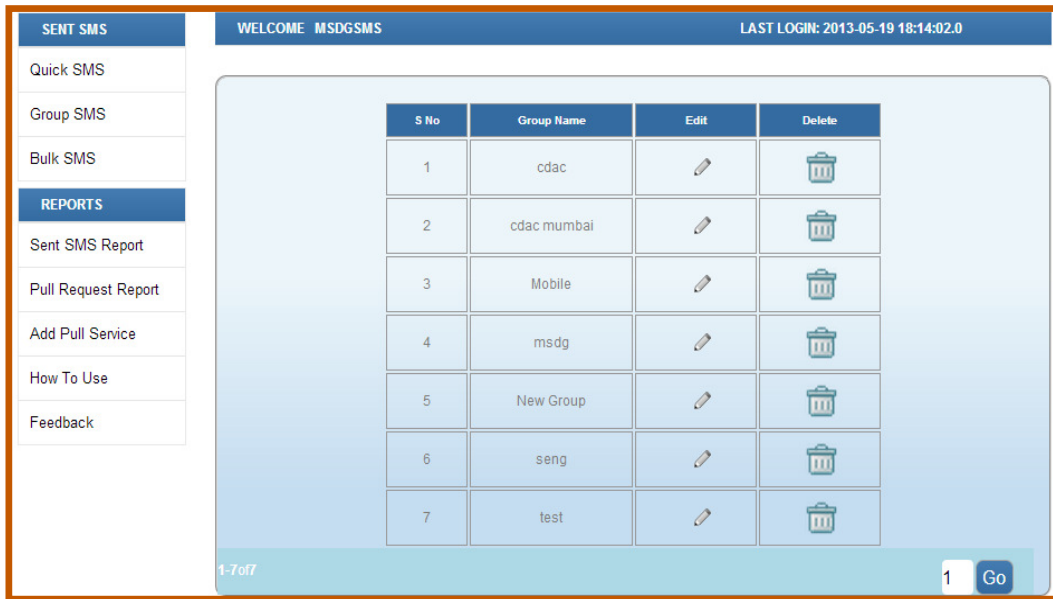 SENT SMS
Quick SMS
Group SMS
Bulk SMS
REPORTS
Sent SMS Report
Pull Request Report
Add Pull Service
How To Use
Feedback
WELCOME MSDGSMS LAST LOGIN: 2013-05-19 18:14:02.0
S No Group Name Edit Delete
1 cdac
2 cdac mumbai
3 Mobile
4 msdg
5 New Group
6 seng
7 test
1-7of7
1 Go